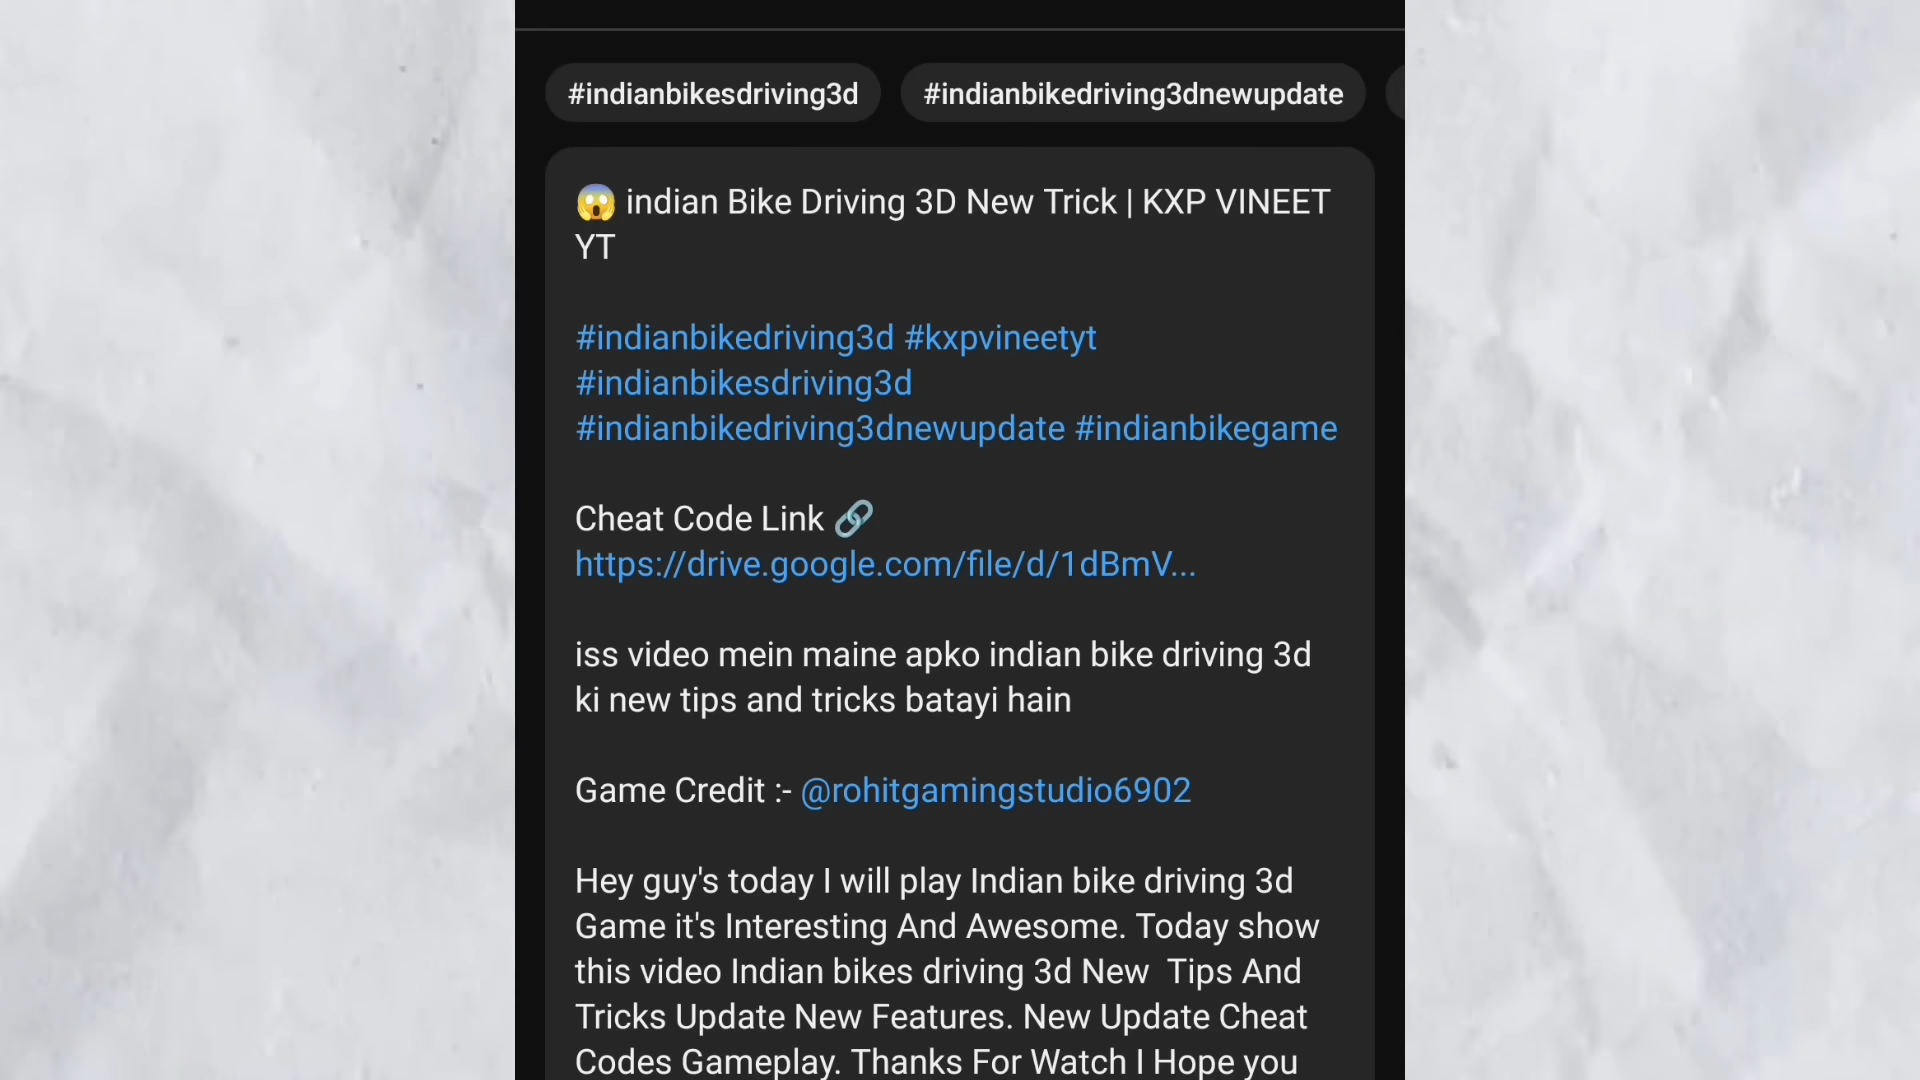 #indianbikesdriving3d #indianbikedriving3dnewupdate
😱 indian Bike Driving 3D New Trick | KXP VINEET
YT
#indianbikedriving3d #kxpvineetyt
#indianbikesdriving3d
#indianbikedriving3dnewupdate #indianbikegame
Cheat Code Link 🔗
https://drive.google.com/file/d/1dBmV...
iss video mein maine apko indian bike driving 3d
ki new tips and tricks batayi hain
Game Credit :- @rohitgamingstudio6902
Hey guy's today I will play Indian bike driving 3d
Game it's Interesting And Awesome. Today show
this video Indian bikes driving 3d New  Tips And
Tricks Update New Features. New Update Cheat
Codes Gameplay. Thanks For Watch I Hope you